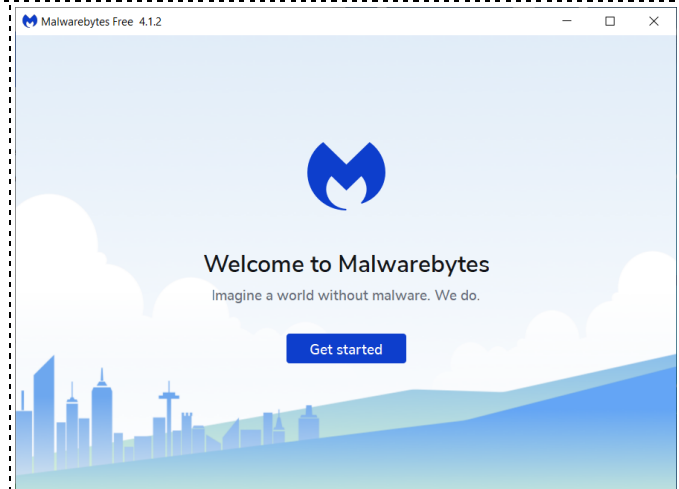 Malwarebytes Free 4.1.2
Welcome to Malwarebytes
Imagine a world without malware. We do.
Get started